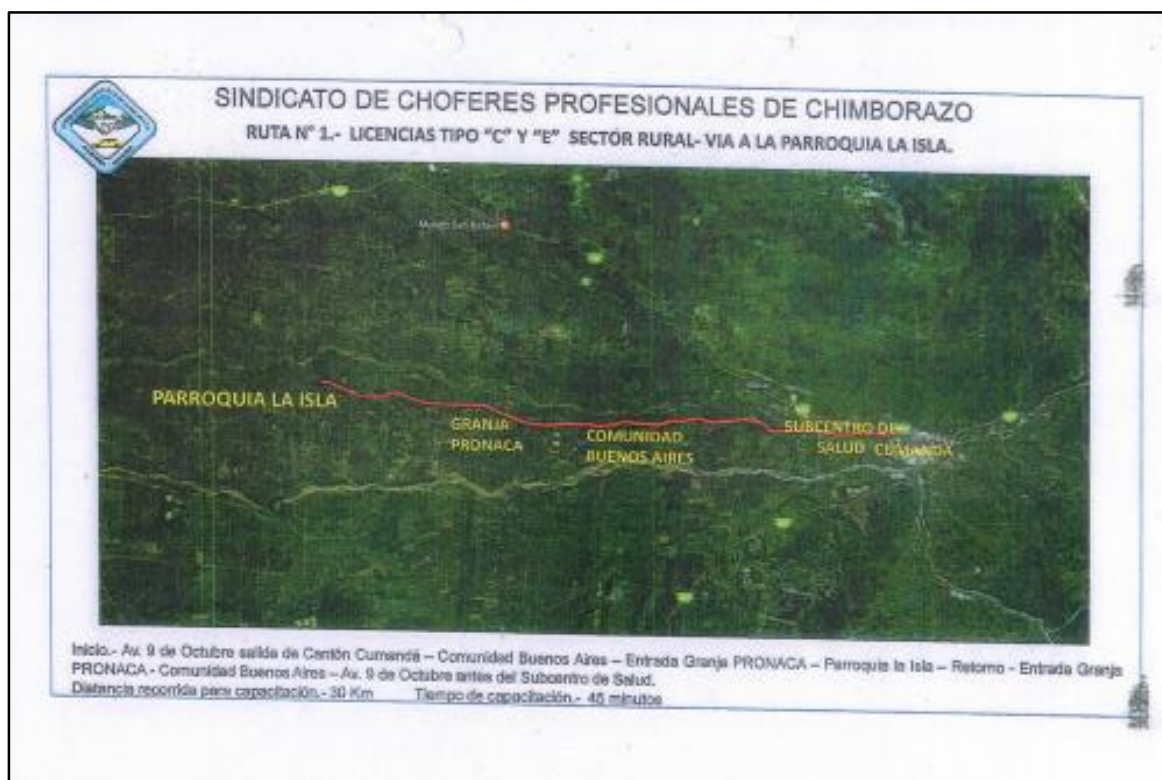 SINDICATO DE CHOFERES PROFESIONALES DE CHIMBORAZO
RUTA N° 1.- LICENCIAS TIPO "C" Y "E" SECTOR RURAL- VIA A LA PARROQUIA LA ISLA.
PARROQUIA LA ISLA
GRANJA
PRONACA
COMUNIDAD
BUENOS AIRES
SUBCENTRO DE
SALUD
CUMANDA
Inicio.- Av. 9 de Octubre salida de Cantón Cumandá – Comunidad Buenos Aires – Entrada Granja PRONACA – Parroquia la Isla – Retorno - Entrada Granja
PRONACA - Comunidad Buenos Aires – Av. 9 de Octubre antes del Subcentro de Salud.
Distancia recorrida para capacitación.- 30 Km Tiempo de capacitación.- 45 minutos